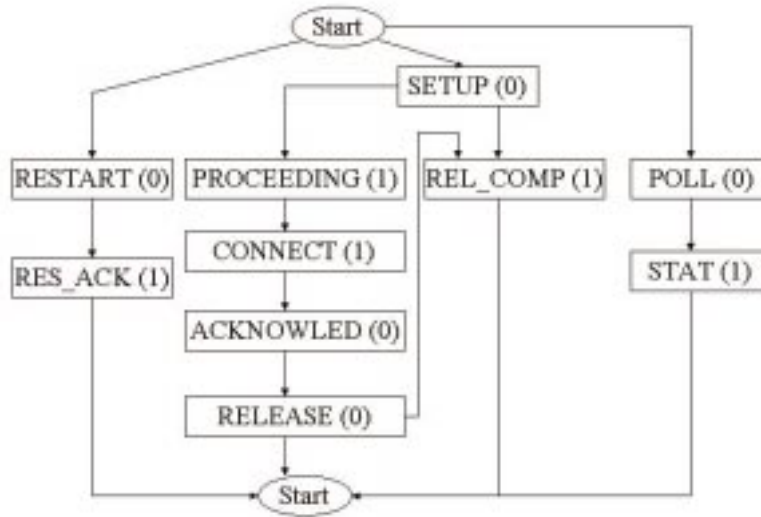 Start
SETUP (0)
RESTART (0)
PROCEEDING (1)
REL_COMP (1)
POLL (0)
CONNECT (1)
RES_ACK (1)
STAT (1)
ACKNOWLED (0)
RELEASE (0)
Start